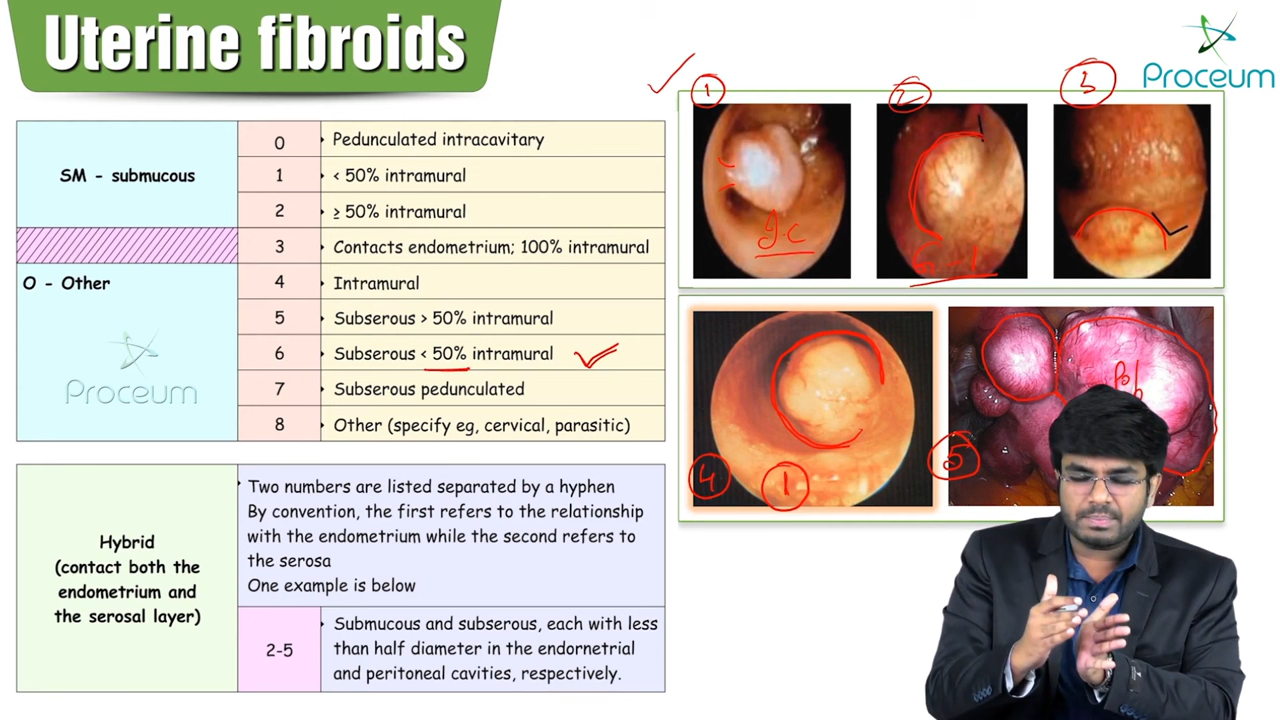 Uterine fibroids
Proceum
SM - submucous
0 Pedunculated intracavitary
1 < 50% intramural
2 ≥ 50% intramural
3 Contacts endometrium; 100% intramural
O - Other
4 Intramural
5 Subserous > 50% intramural
6 Subserous < 50% intramural
7 Subserous pedunculated
8 Other (specify eg, cervical, parasitic)
Proceum
Hybrid
(contact both the
endometrium and
the serosal layer)
Two numbers are listed separated by a hyphen
By convention, the first refers to the relationship
with the endometrium while the second refers to
the serosa
One example is below
2-5
Submucous and subserous, each with less
than half diameter in the endornetrial
and peritoneal cavities, respectively.
1
2
3
4
1
5